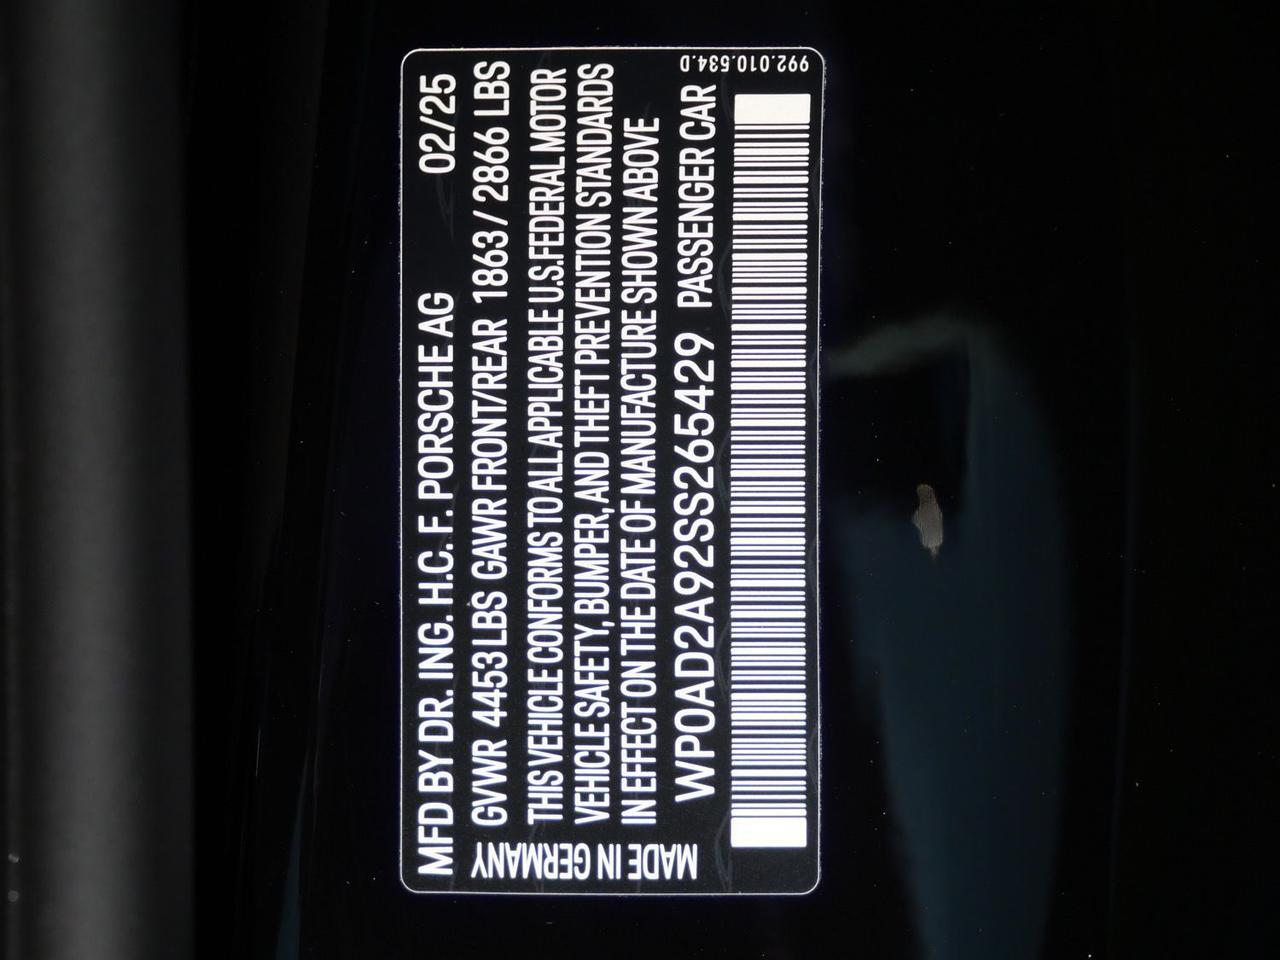 MFD BY DR. ING. H.C. F. PORSCHE AG 02/25
GVWR 4453 LBS GAWR FRONT/REAR 1863 / 2866 LBS
THIS VEHICLE CONFORMS TO ALL APPLICABLE U.S.FEDERAL MOTOR
VEHICLE SAFETY, BUMPER, AND THEFT PREVENTION STANDARDS
IN EFFECT ON THE DATE OF MANUFACTURE SHOWN ABOVE
WP0AD2A92SS265429 PASSENGER CAR
MADE IN GERMANY
992.010.534.D